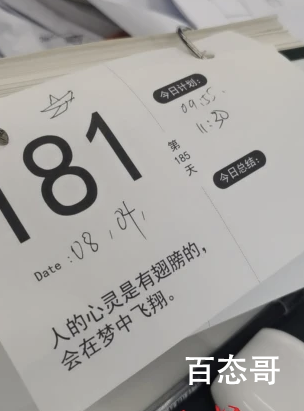 181
Date：08.04.
人的心灵是有翅膀的，
会在梦中飞翔。
今日计划：
09.55.
11:30
第
185
天
今日总结：
百态哥